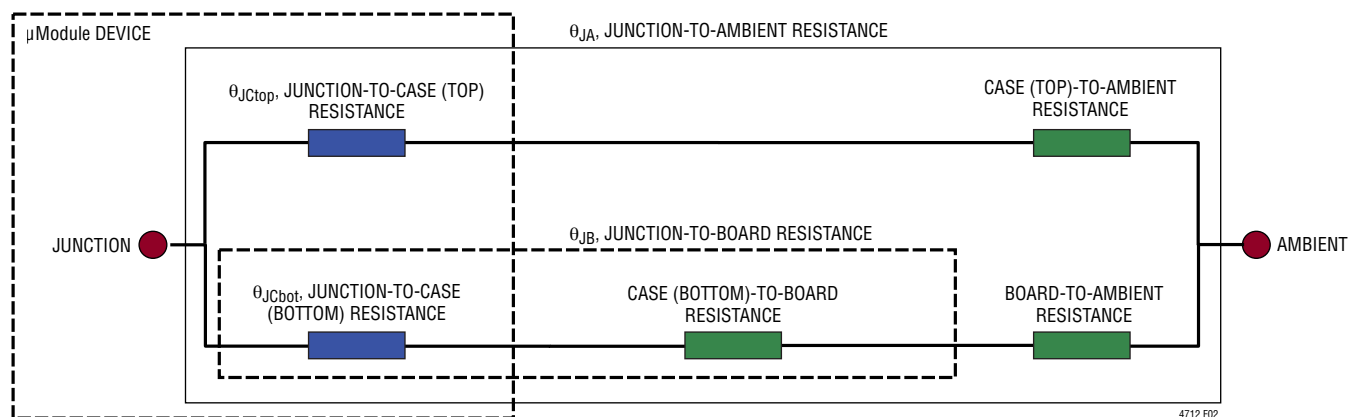 µModule DEVICE
θJA, JUNCTION-TO-AMBIENT RESISTANCE
θJCtop, JUNCTION-TO-CASE (TOP)
RESISTANCE
CASE (TOP)-TO-AMBIENT
RESISTANCE
JUNCTION
θJB, JUNCTION-TO-BOARD RESISTANCE
AMBIENT
θJCbot, JUNCTION-TO-CASE
(BOTTOM) RESISTANCE
CASE (BOTTOM)-TO-BOARD
RESISTANCE
BOARD-TO-AMBIENT
RESISTANCE
4712 F02